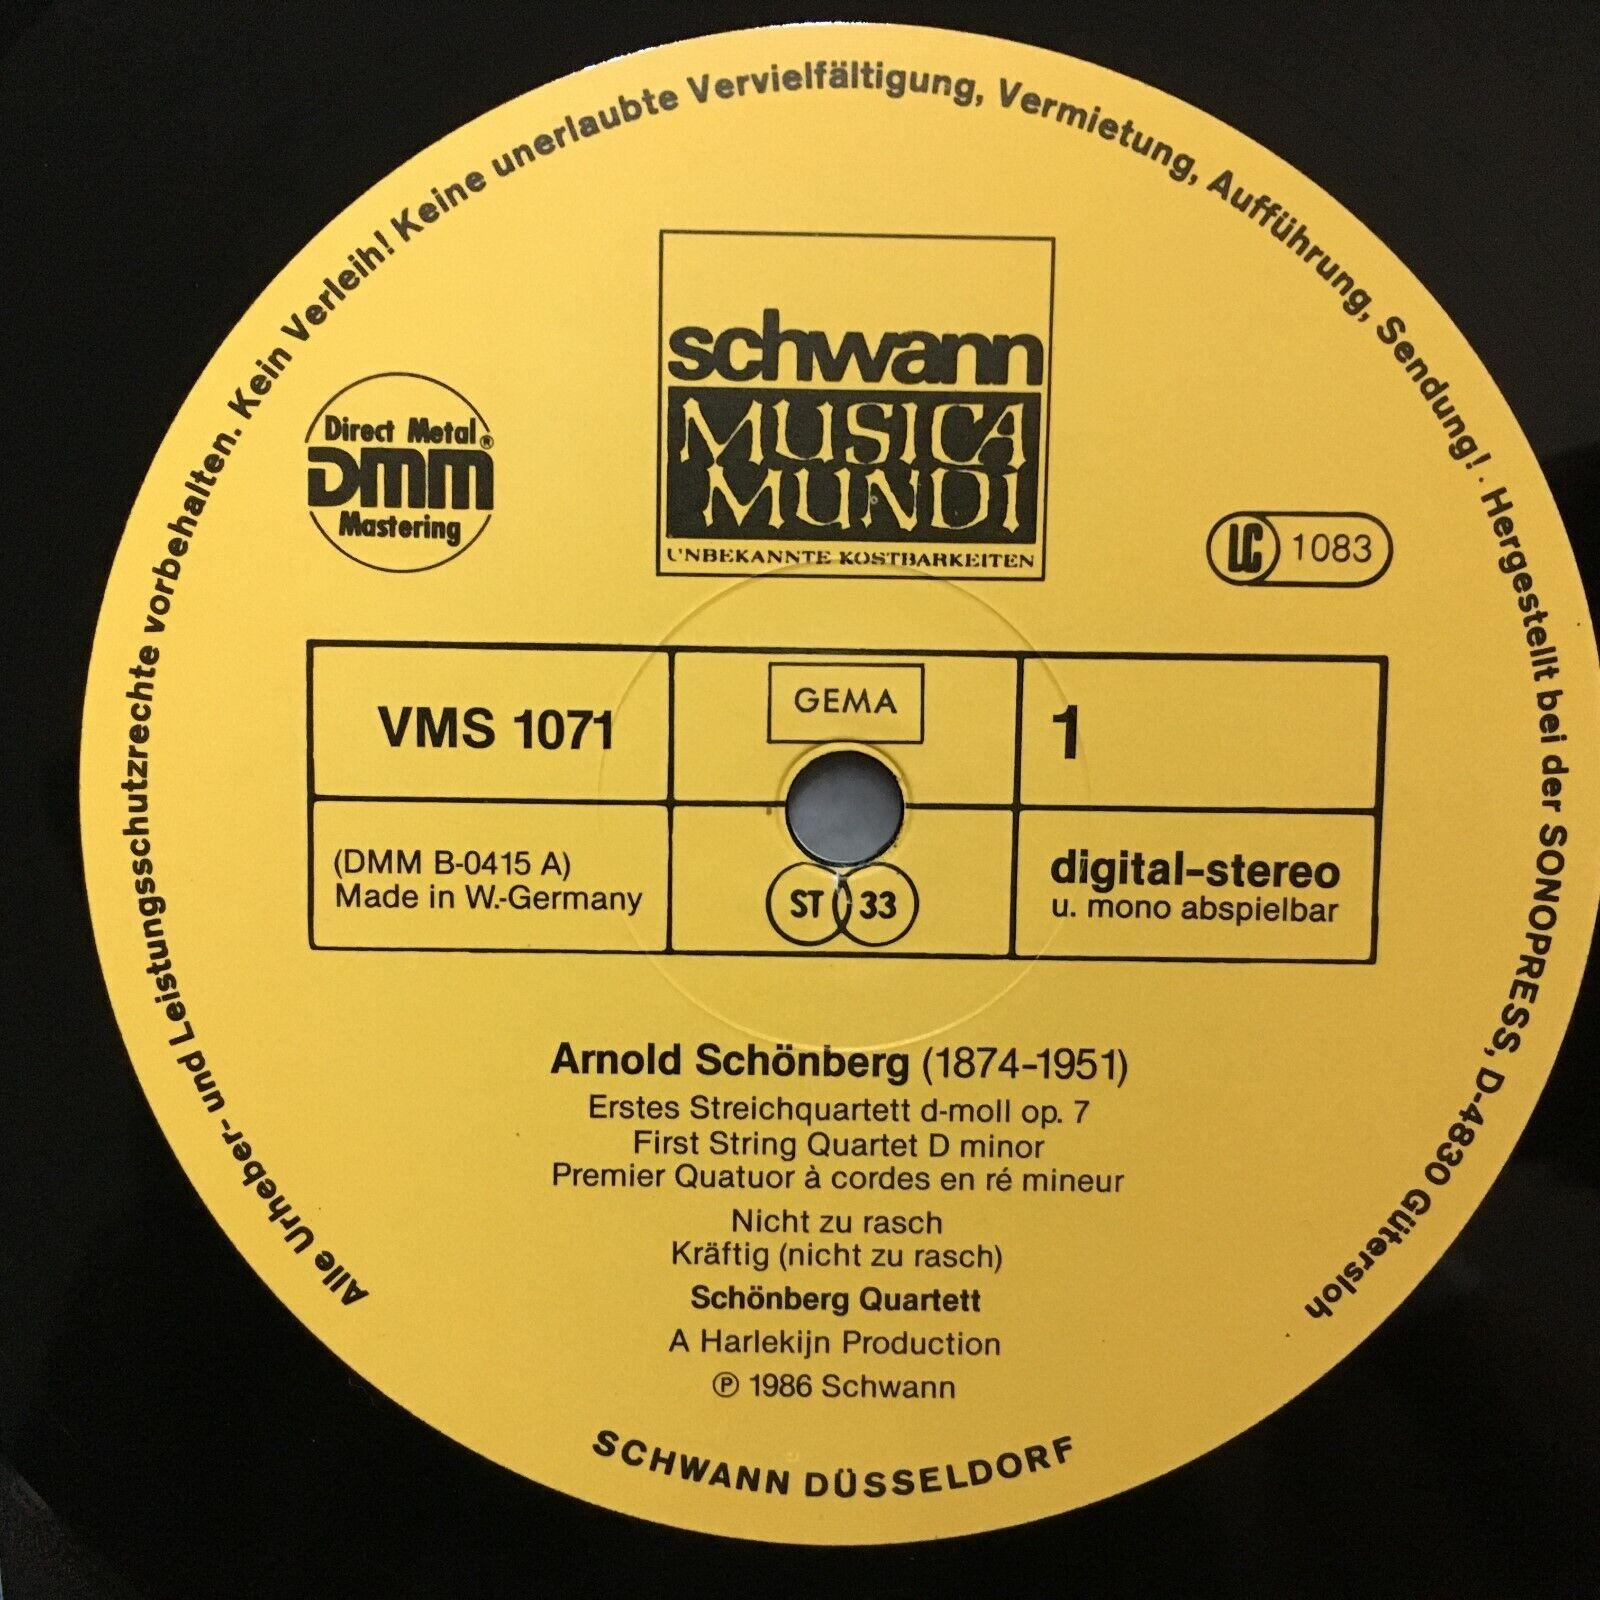 Alle Urheber- und Leistungsschutzrechte vorbehalten. Kein Verleih! Keine unerlaubte Vervielfältigung, Vermietung, Aufführung, Sendung! · Hergestellt bei der SONOPRESS, D-4830 Gütersloh
schwann
MUSICA
MUNDI
UNBEKANNTE KOSTBARKEITEN
Direct Metal®
DMM
Mastering
LC 1083
VMS 1071
GEMA
1
(DMM B-0415 A)
Made in W.-Germany
ST 33
digital-stereo
u. mono abspielbar
Arnold Schönberg (1874-1951)
Erstes Streichquartett d-moll op. 7
First String Quartet D minor
Premier Quatuor à cordes en ré mineur
Nicht zu rasch
Kräftig (nicht zu rasch)
Schönberg Quartett
A Harlekijn Production
℗ 1986 Schwann
SCHWANN DÜSSELDORF